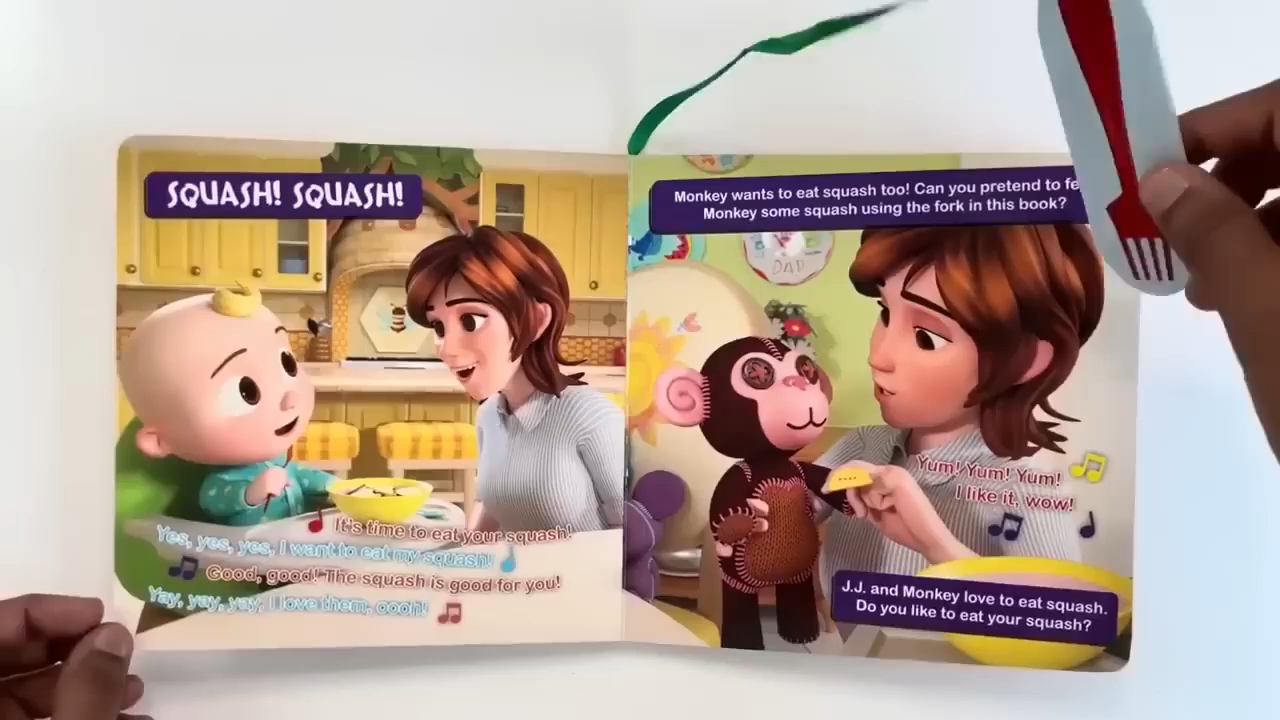 SQUASH! SQUASH!
It's time to eat your squash!
Yes, yes, yes, I want to eat my squash!
Good, good! The squash is good for you!
Yay, yay, yay, I love them, oooh!
Monkey wants to eat squash too! Can you pretend to fe
Monkey some squash using the fork in this book?
DAD
Yum! Yum! Yum!
I like it, wow!
J.J. and Monkey love to eat squash.
Do you like to eat your squash?